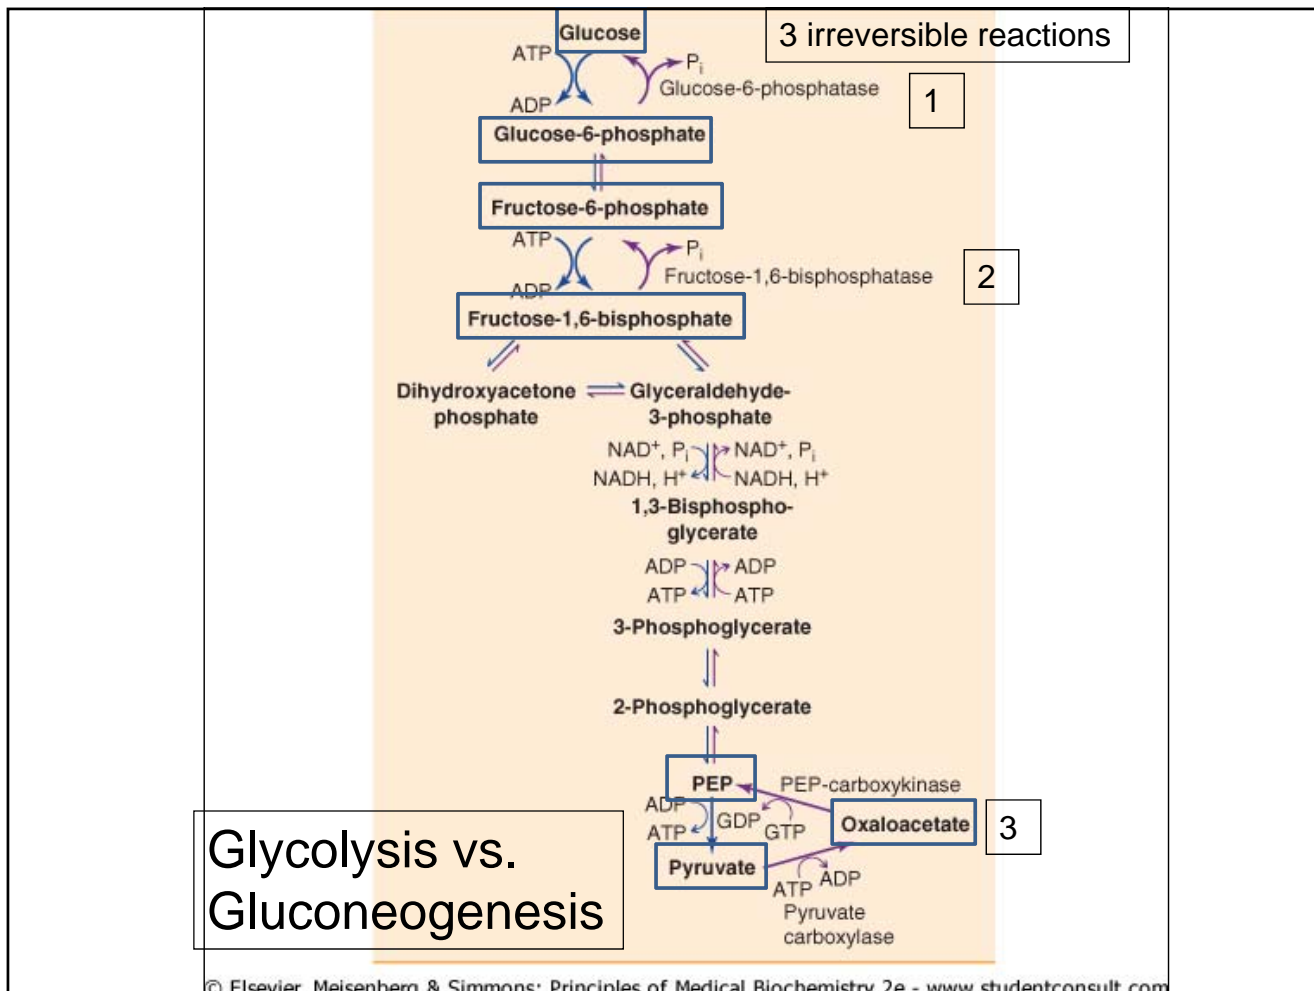 Glucose
3 irreversible reactions
ATP
Pi
Glucose-6-phosphatase
1
ADP
Glucose-6-phosphate
Fructose-6-phosphate
ATP
Pi
Fructose-1,6-bisphosphatase
2
ADP
Fructose-1,6-bisphosphate
Dihydroxyacetone
phosphate
Glyceraldehyde-
3-phosphate
NAD+, Pi
NAD+, Pi
NADH, H+
NADH, H+
1,3-Bisphospho-
glycerate
ADP
ADP
ATP
ATP
3-Phosphoglycerate
2-Phosphoglycerate
PEP
PEP-carboxykinase
ADP
ATP
GDP
GTP
Oxaloacetate
3
Pyruvate
ATP
ADP
Pyruvate
carboxylase
Glycolysis vs.
Gluconeogenesis
© Elsevier. Meisenberg & Simmons: Principles of Medical Biochemistry 2e - www.studentconsult.com